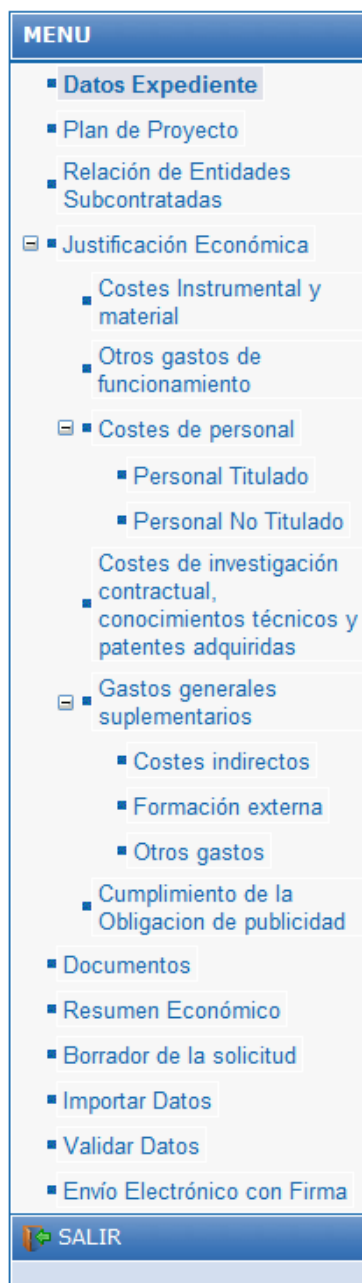 MENU
Datos Expediente
Plan de Proyecto
Relación de Entidades
Subcontratadas
Justificación Económica
Costes Instrumental y
material
Otros gastos de
funcionamiento
Costes de personal
Personal Titulado
Personal No Titulado
Costes de investigación
contractual,
conocimientos técnicos y
patentes adquiridas
Gastos generales
suplementarios
Costes indirectos
Formación externa
Otros gastos
Cumplimiento de la
Obligacion de publicidad
Documentos
Resumen Económico
Borrador de la solicitud
Importar Datos
Validar Datos
Envío Electrónico con Firma
SALIR